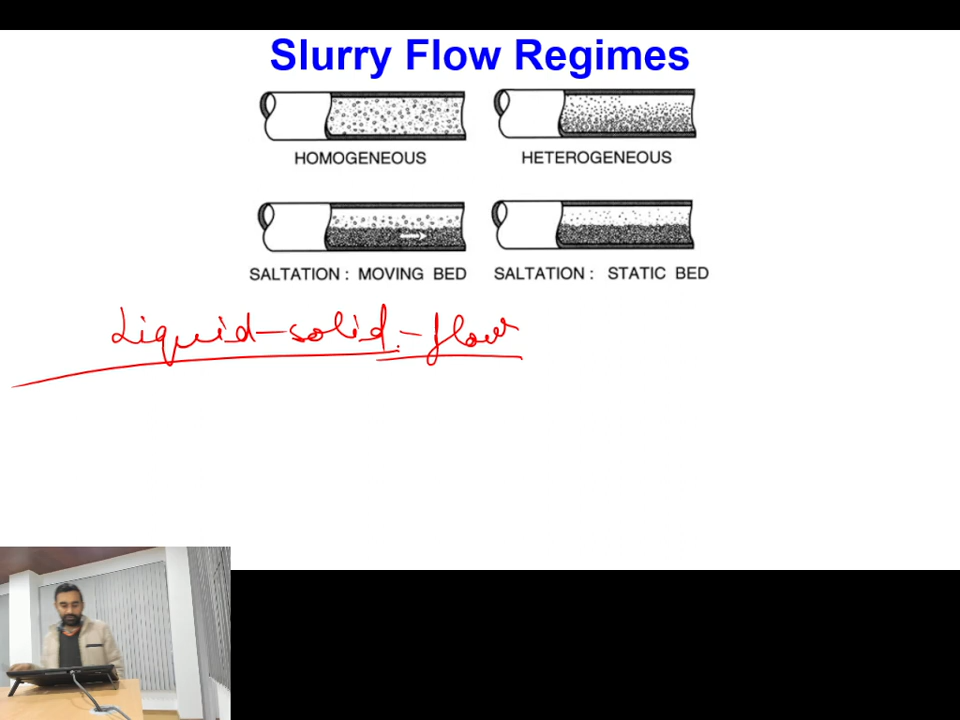 Slurry Flow Regimes
HOMOGENEOUS
HETEROGENEOUS
SALTATION : MOVING BED
SALTATION : STATIC BED
Liquid-solid-flow